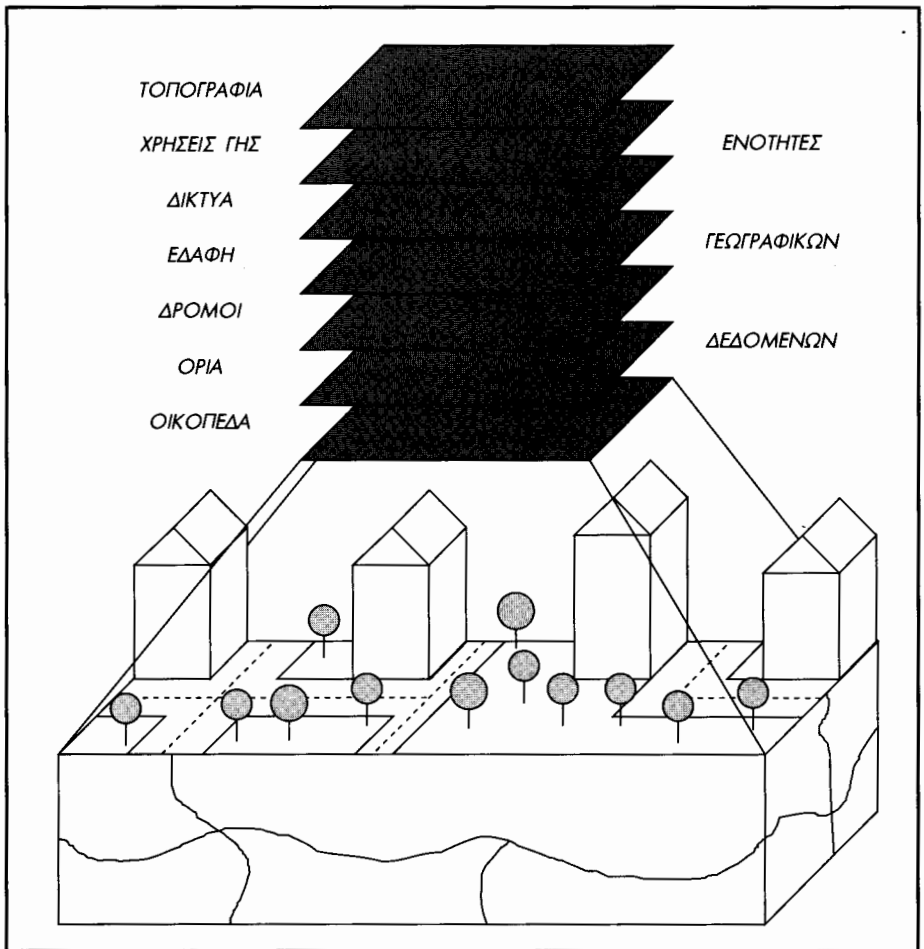 ΤΟΠΟΓΡΑΦΙΑ
ΧΡΗΣΕΙΣ ΓΗΣ
ΔΙΚΤΥΑ
ΕΔΑΦΗ
ΔΡΟΜΟΙ
ΟΡΙΑ
ΟΙΚΟΠΕΔΑ
ΕΝΟΤΗΤΕΣ
ΓΕΩΓΡΑΦΙΚΩΝ
ΔΕΔΟΜΕΝΩΝ